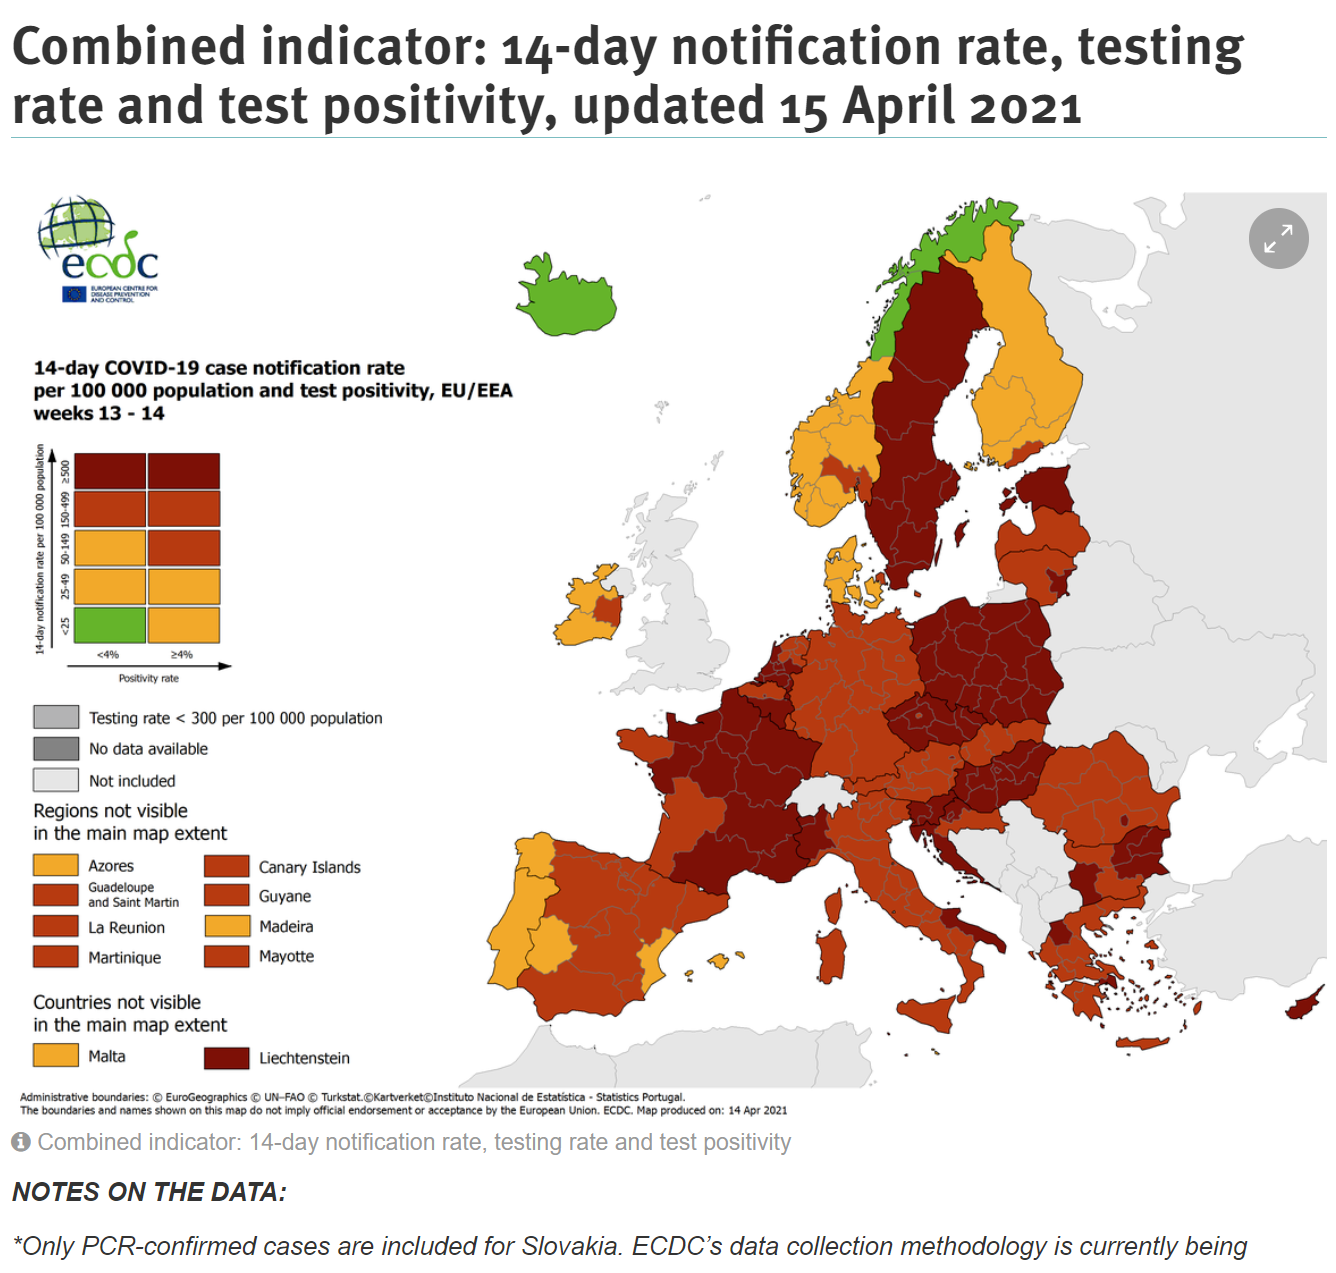 Combined indicator: 14-day notification rate, testing
rate and test positivity, updated 15 April 2021
ecdc
EUROPEAN CENTRE FOR
DISEASE PREVENTION
AND CONTROL
14-day COVID-19 case notification rate
per 100 000 population and test positivity, EU/EEA
weeks 13 - 14
14-day notification rate per 100 000 population
≥500
150-499
50-149
25-49
<25
<4%
≥4%
Positivity rate
Testing rate < 300 per 100 000 population
No data available
Not included
Regions not visible
in the main map extent
Azores
Canary Islands
Guadeloupe
and Saint Martin
Guyane
La Reunion
Madeira
Martinique
Mayotte
Countries not visible
in the main map extent
Malta
Liechtenstein
Administrative boundaries: © EuroGeographics © UN–FAO © Turkstat.©Kartverket©Instituto Nacional de Estatística - Statistics Portugal.
The boundaries and names shown on this map do not imply official endorsement or acceptance by the European Union. ECDC. Map produced on: 14 Apr 2021
Combined indicator: 14-day notification rate, testing rate and test positivity
NOTES ON THE DATA:
*Only PCR-confirmed cases are included for Slovakia. ECDC’s data collection methodology is currently being